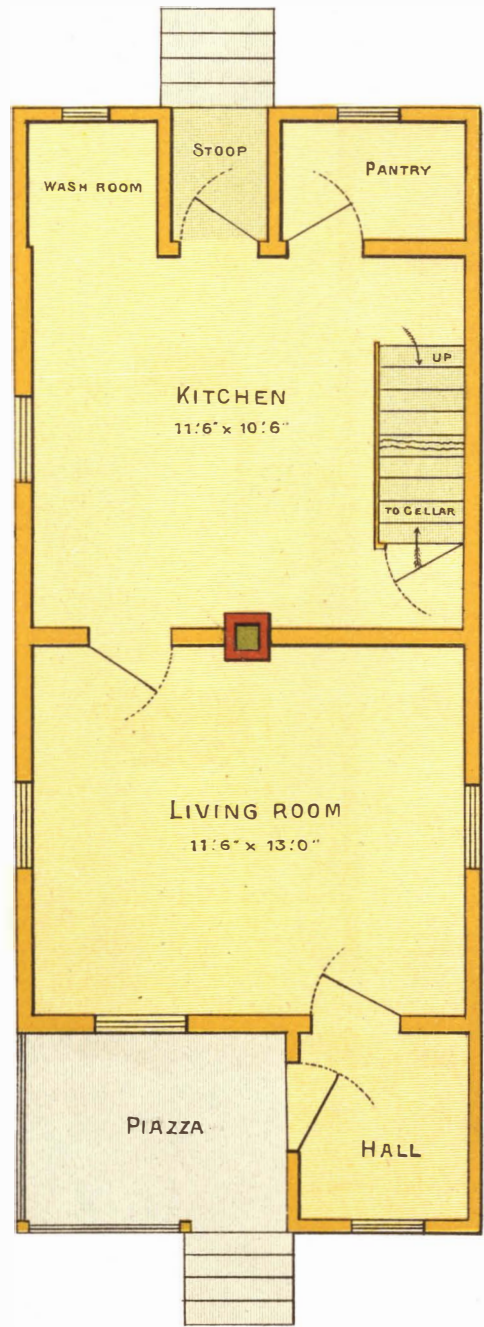 STOOP
PANTRY
WASH ROOM
UP
KITCHEN
11'.6" x 10'.6"
TO CELLAR
LIVING ROOM
11'.6" x 13'.0"
PIAZZA
HALL